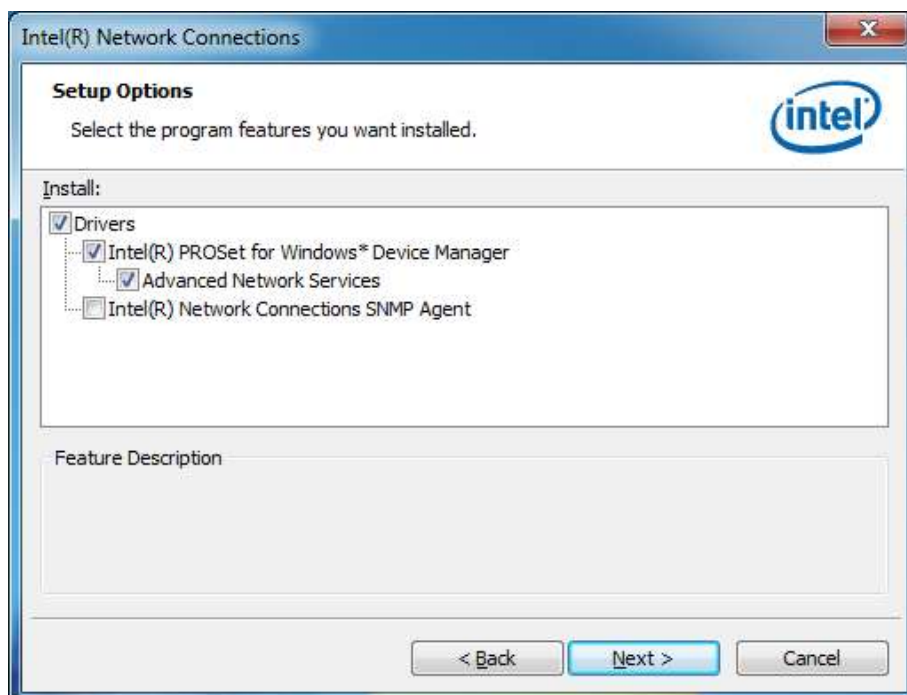 Intel(R) Network Connections
Setup Options
Select the program features you want installed.
intel
Install:
Drivers
Intel(R) PROSet for Windows* Device Manager
Advanced Network Services
Intel(R) Network Connections SNMP Agent
Feature Description
< Back
Next >
Cancel